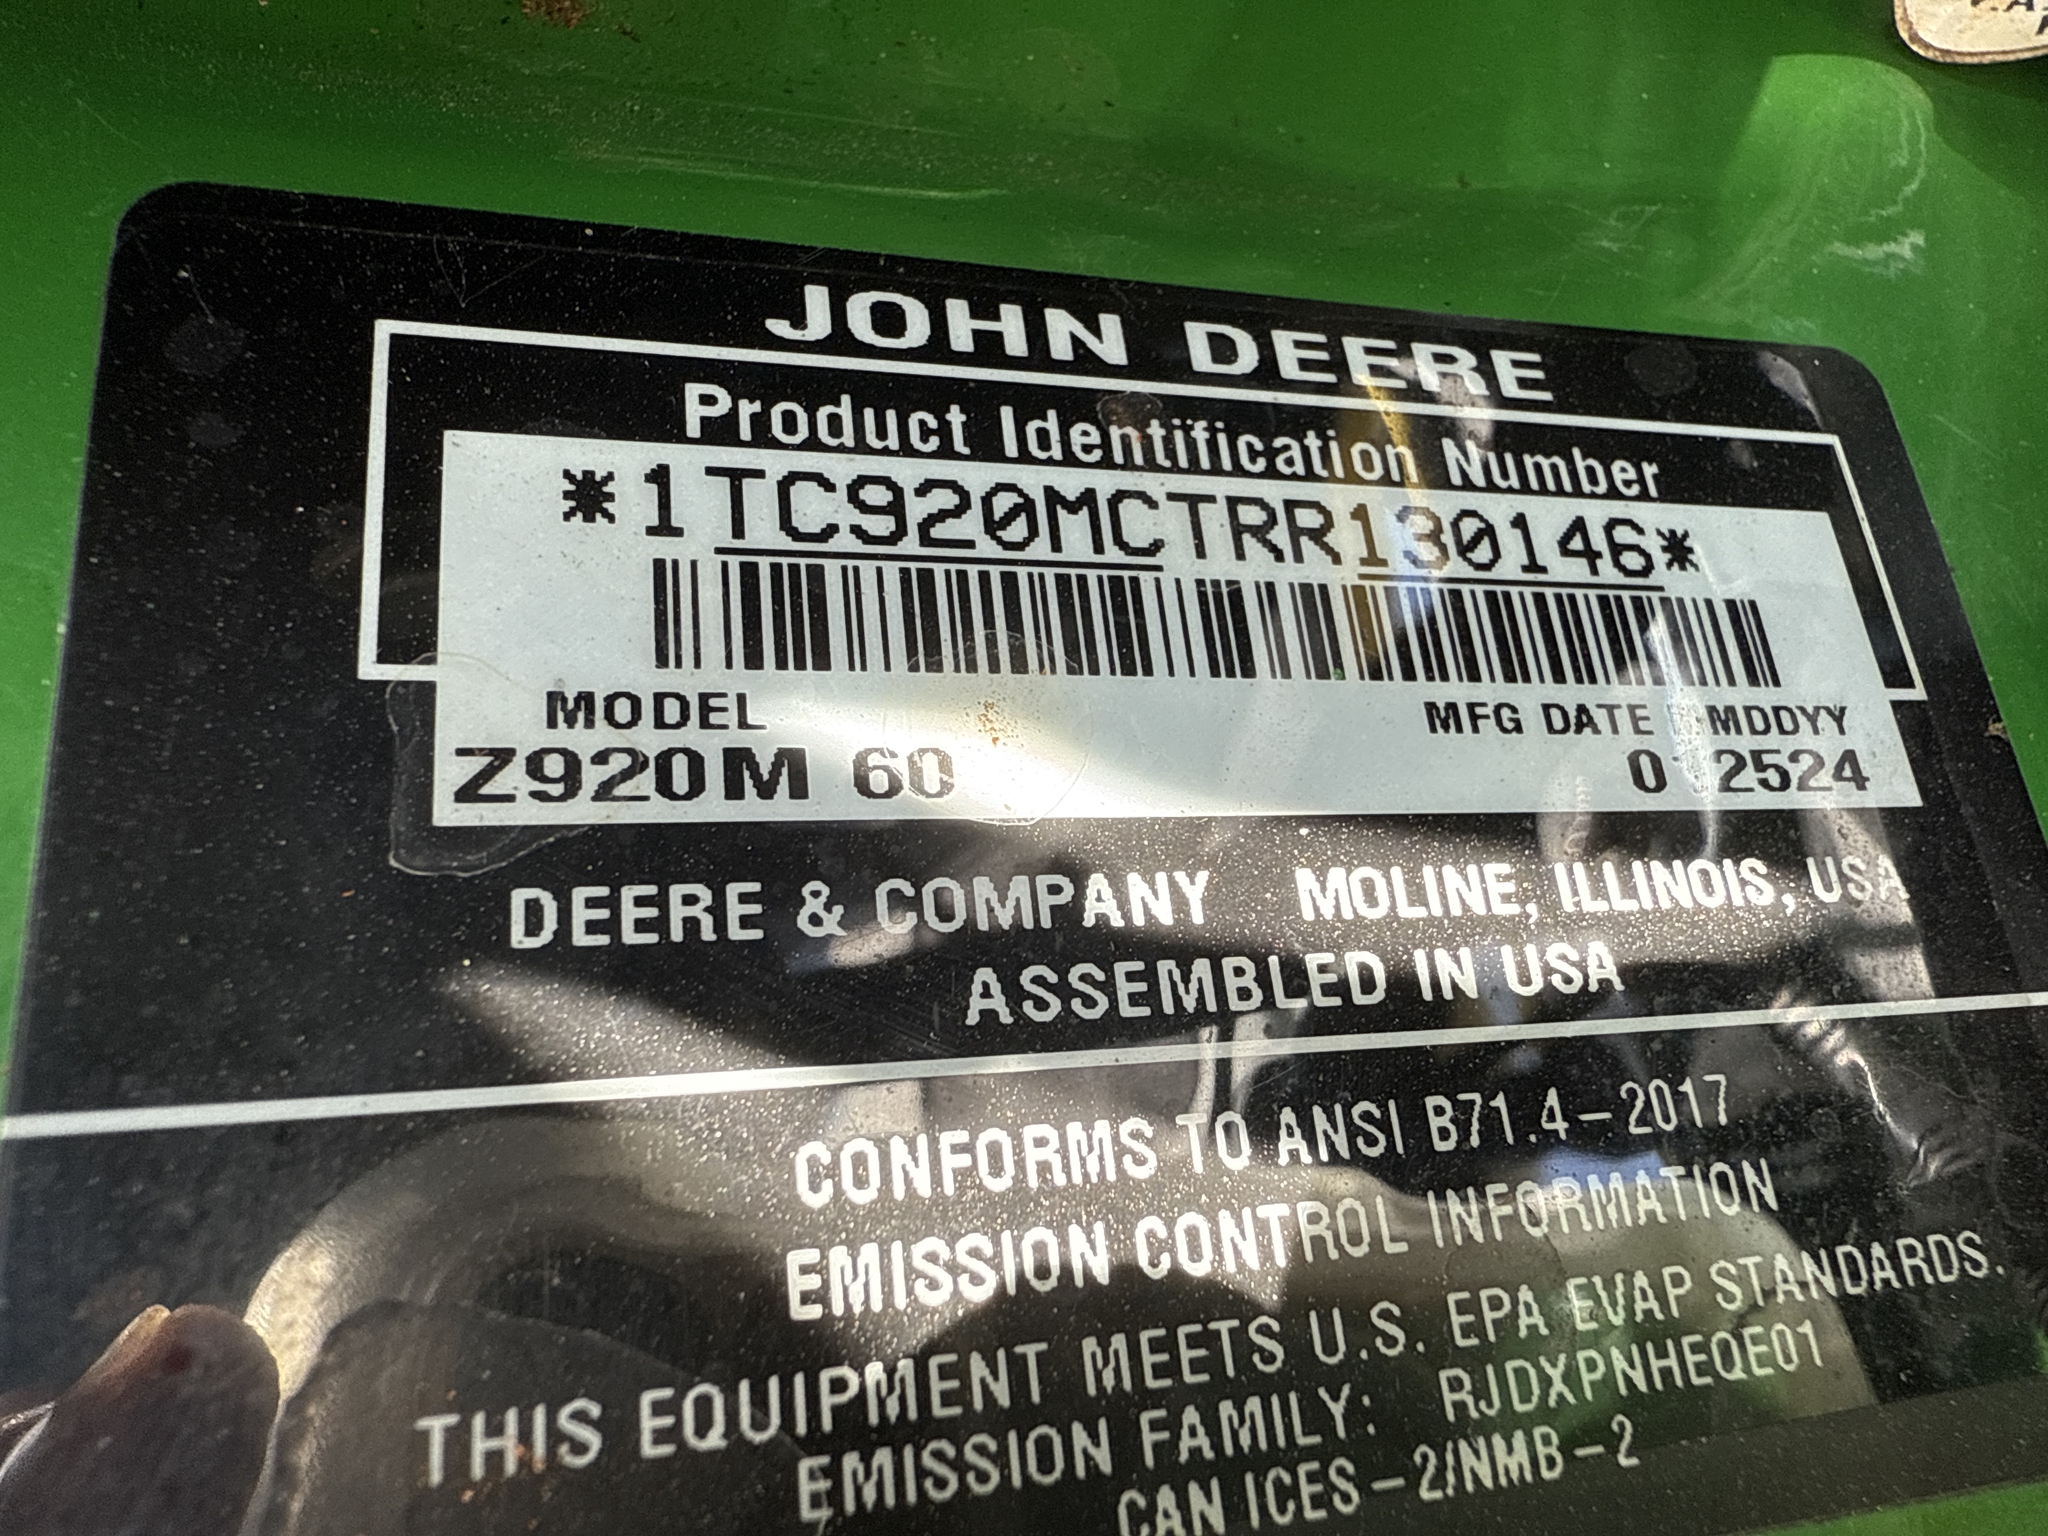 JOHN DEERE
Product Identification Number
*1TC920MCTRR130146*
MODEL
MFG DATE MDDYY
Z920M 60
DEERE & COMPANY MOLINE, ILLINOIS, USA
ASSEMBLED IN USA
CONFORMS TO ANSI B71.4-2017
EMISSION CONTROL INFORMATION
THIS EQUIPMENT MEETS U.S. EPA EVAP STANDARDS.
EMISSION FAMILY: RJDXPNHEQE01
CAN ICES-2/NMB-2